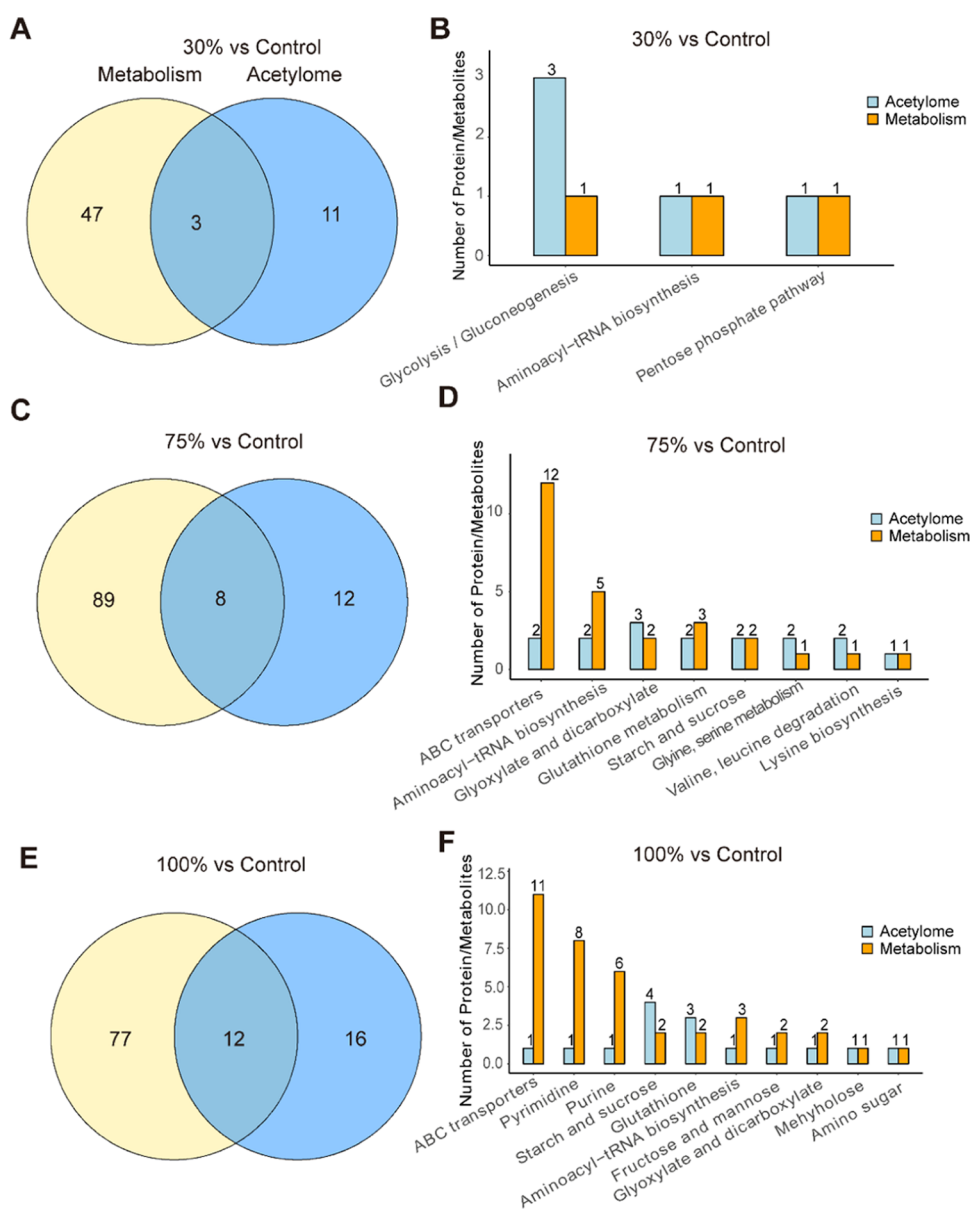 A
30% vs Control
Metabolism Acetylome
47 3 11
B
30% vs Control
Number of Protein/Metabolites
3
2
1
0
3 1 1 1 1 1
Acetylome
Metabolism
Glycolysis / Gluconeogenesis
Aminoacyl−tRNA biosynthesis
Pentose phosphate pathway
C
75% vs Control
89 8 12
D
75% vs Control
Number of Protein/Metabolites
10
5
0
2 12 2 5 3 2 2 3 2 2 2 1 2 1 1 1
Acetylome
Metabolism
ABC transporters
Aminoacyl−tRNA biosynthesis
Glyoxylate and dicarboxylate
Glutathione metabolism
Starch and sucrose
Glyine, serine metabolism
Valine, leucine degradation
Lysine biosynthesis
E
100% vs Control
77 12 16
F
100% vs Control
Number of Protein/Metabolites
12.5
10.0
7.5
5.0
2.5
0.0
1 11 1 8 1 6 4 2 3 2 1 3 1 2 1 2 1 1 1 1
Acetylome
Metabolism
ABC transporters
Pyrimidine
Purine
Starch and sucrose
Glutathione
Aminoacyl−tRNA biosynthesis
Fructose and mannose
Glyoxylate and dicarboxylate
Mehyholose
Amino sugar